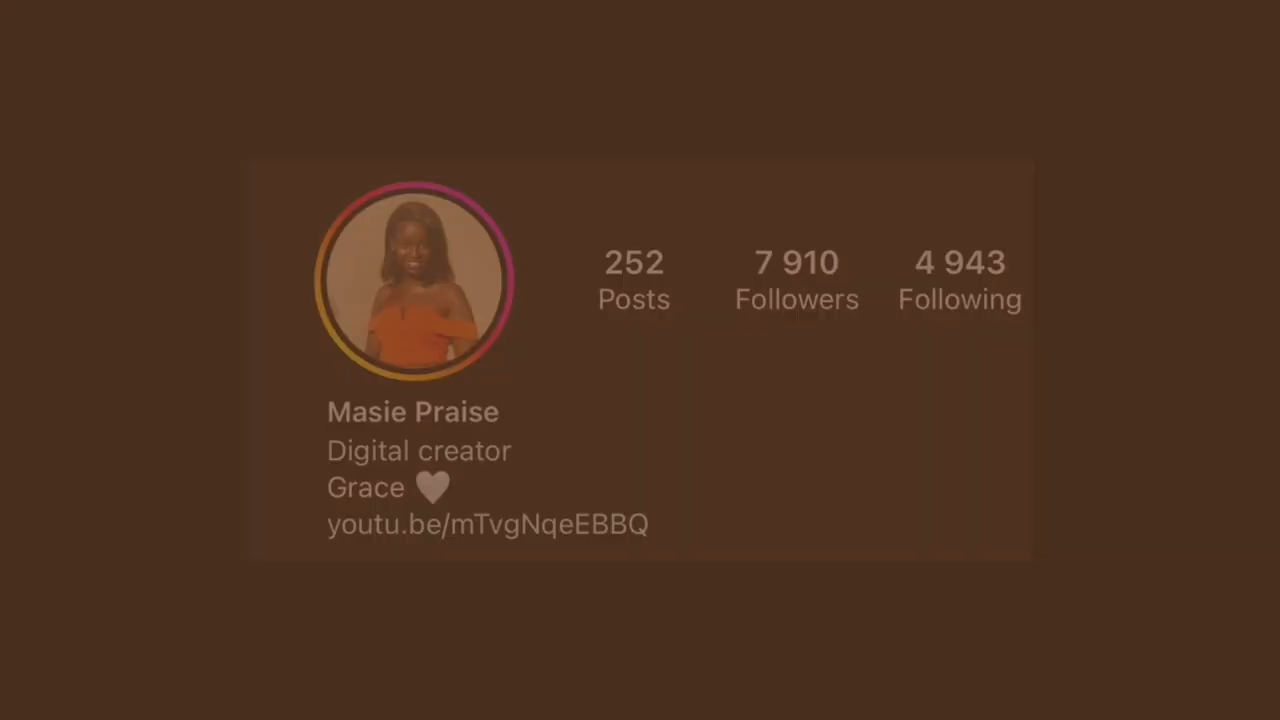 252 7 910 4 943
Posts Followers Following
Masie Praise
Digital creator
Grace 🤍
youtu.be/mTvgNqeEBBQ